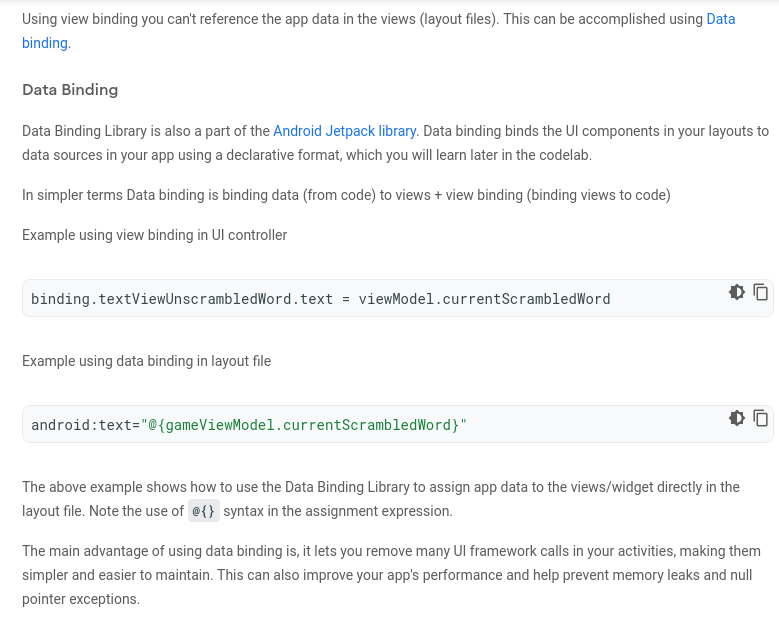 Using view binding you can't reference the app data in the views (layout files). This can be accomplished using Data
binding.
Data Binding
Data Binding Library is also a part of the Android Jetpack library. Data binding binds the UI components in your layouts to
data sources in your app using a declarative format, which you will learn later in the codelab.
In simpler terms Data binding is binding data (from code) to views + view binding (binding views to code)
Example using view binding in UI controller
binding.textViewUnscrambledWord.text = viewModel.currentScrambledWord
Example using data binding in layout file
android:text="@{gameViewModel.currentScrambledWord}"
The above example shows how to use the Data Binding Library to assign app data to the views/widget directly in the
layout file. Note the use of @{} syntax in the assignment expression.
The main advantage of using data binding is, it lets you remove many UI framework calls in your activities, making them
simpler and easier to maintain. This can also improve your app's performance and help prevent memory leaks and null
pointer exceptions.